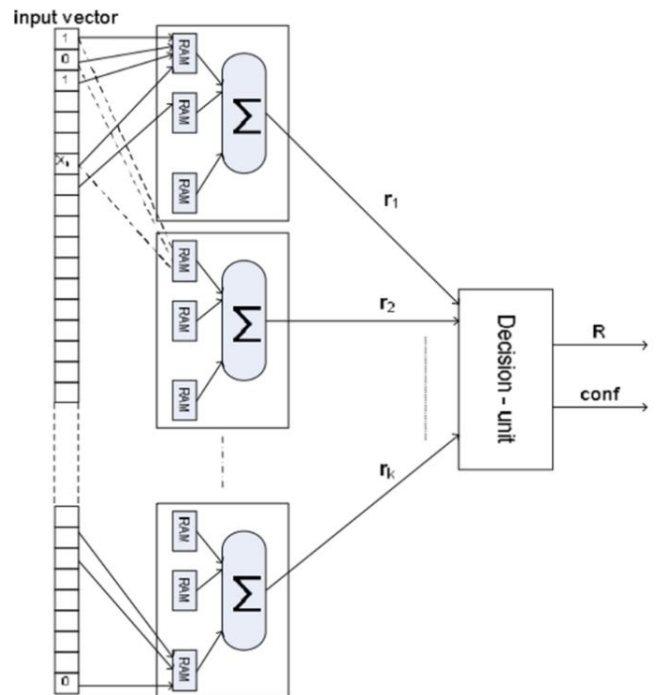 input vector
1
0
1
RAM
RAM
RAM
Σ
r1
RAM
RAM
RAM
Σ
r2
Decision - unit
R
conf
RAM
RAM
RAM
Σ
rk
0